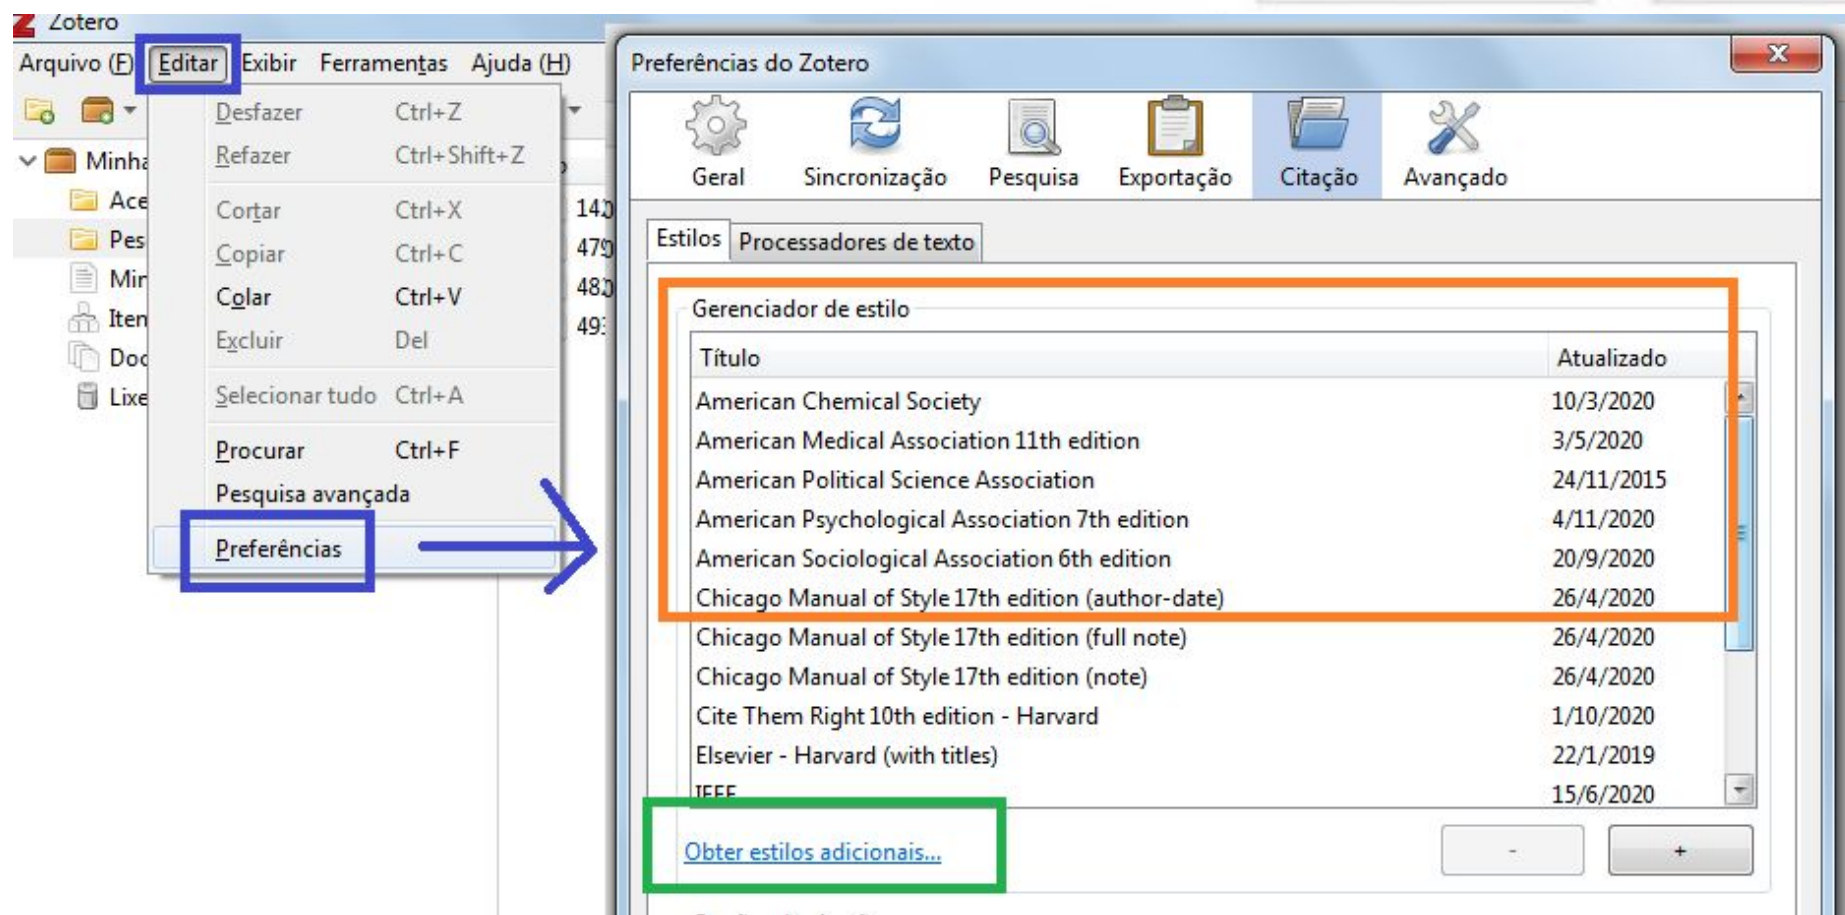 Zotero
Arquivo (F) Editar Exibir Ferramentas Ajuda (H)
Desfazer Ctrl+Z
Refazer Ctrl+Shift+Z
Cortar Ctrl+X
Copiar Ctrl+C
Colar Ctrl+V
Excluir Del
Selecionar tudo Ctrl+A
Procurar Ctrl+F
Pesquisa avançada
Preferências
Minha
Ace
Pes
Min
Iten
Doc
Lixe
Preferências do Zotero
Geral Sincronização Pesquisa Exportação Citação Avançado
Estilos Processadores de texto
Gerenciador de estilo
Título Atualizado
American Chemical Society 10/3/2020
American Medical Association 11th edition 3/5/2020
American Political Science Association 24/11/2015
American Psychological Association 7th edition 4/11/2020
American Sociological Association 6th edition 20/9/2020
Chicago Manual of Style 17th edition (author-date) 26/4/2020
Chicago Manual of Style 17th edition (full note) 26/4/2020
Chicago Manual of Style 17th edition (note) 26/4/2020
Cite Them Right 10th edition - Harvard 1/10/2020
Elsevier - Harvard (with titles) 22/1/2019
IEEE 15/6/2020
Obter estilos adicionais...
- +